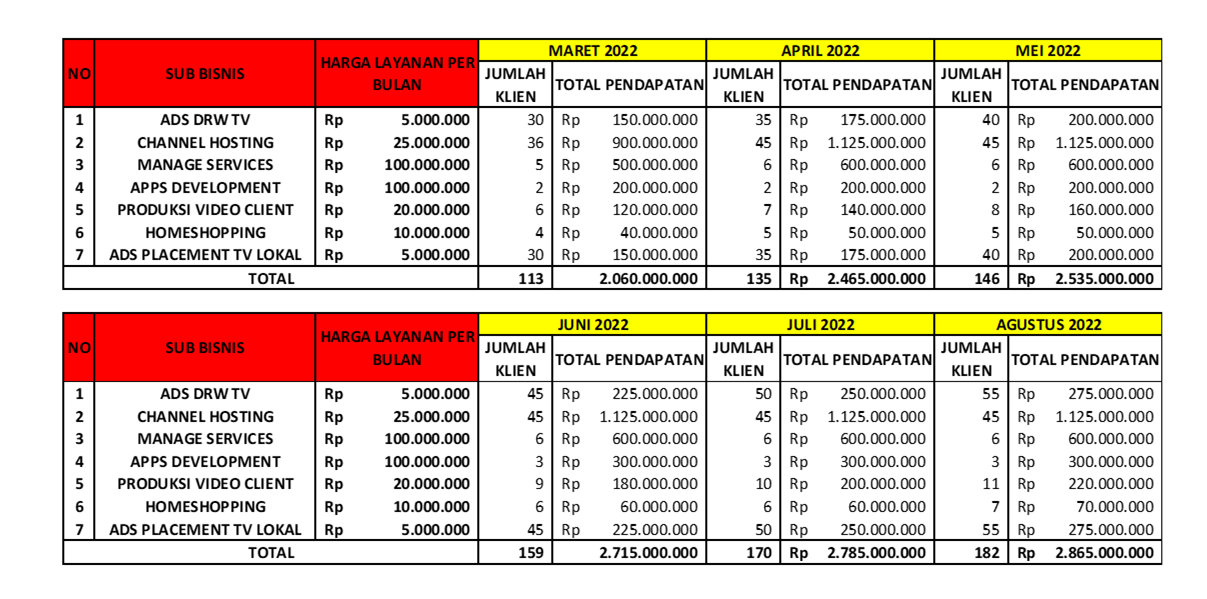 NO SUB BISNIS HARGA LAYANAN PER BULAN MARET 2022 APRIL 2022 MEI 2022
JUMLAH KLIEN TOTAL PENDAPATAN JUMLAH KLIEN TOTAL PENDAPATAN JUMLAH KLIEN TOTAL PENDAPATAN
1 ADS DRW TV Rp 5.000.000 30 Rp 150.000.000 35 Rp 175.000.000 40 Rp 200.000.000
2 CHANNEL HOSTING Rp 25.000.000 36 Rp 900.000.000 45 Rp 1.125.000.000 45 Rp 1.125.000.000
3 MANAGE SERVICES Rp 100.000.000 5 Rp 500.000.000 6 Rp 600.000.000 6 Rp 600.000.000
4 APPS DEVELOPMENT Rp 100.000.000 2 Rp 200.000.000 2 Rp 200.000.000 2 Rp 200.000.000
5 PRODUKSI VIDEO CLIENT Rp 20.000.000 6 Rp 120.000.000 7 Rp 140.000.000 8 Rp 160.000.000
6 HOMESHOPPING Rp 10.000.000 4 Rp 40.000.000 5 Rp 50.000.000 5 Rp 50.000.000
7 ADS PLACEMENT TV LOKAL Rp 5.000.000 30 Rp 150.000.000 35 Rp 175.000.000 40 Rp 200.000.000
TOTAL 113 2.060.000.000 135 Rp 2.465.000.000 146 Rp 2.535.000.000
NO SUB BISNIS HARGA LAYANAN PER BULAN JUNI 2022 JULI 2022 AGUSTUS 2022
JUMLAH KLIEN TOTAL PENDAPATAN JUMLAH KLIEN TOTAL PENDAPATAN JUMLAH KLIEN TOTAL PENDAPATAN
1 ADS DRW TV Rp 5.000.000 45 Rp 225.000.000 50 Rp 250.000.000 55 Rp 275.000.000
2 CHANNEL HOSTING Rp 25.000.000 45 Rp 1.125.000.000 45 Rp 1.125.000.000 45 Rp 1.125.000.000
3 MANAGE SERVICES Rp 100.000.000 6 Rp 600.000.000 6 Rp 600.000.000 6 Rp 600.000.000
4 APPS DEVELOPMENT Rp 100.000.000 3 Rp 300.000.000 3 Rp 300.000.000 3 Rp 300.000.000
5 PRODUKSI VIDEO CLIENT Rp 20.000.000 9 Rp 180.000.000 10 Rp 200.000.000 11 Rp 220.000.000
6 HOMESHOPPING Rp 10.000.000 6 Rp 60.000.000 6 Rp 60.000.000 7 Rp 70.000.000
7 ADS PLACEMENT TV LOKAL Rp 5.000.000 45 Rp 225.000.000 50 Rp 250.000.000 55 Rp 275.000.000
TOTAL 159 2.715.000.000 170 Rp 2.785.000.000 182 Rp 2.865.000.000